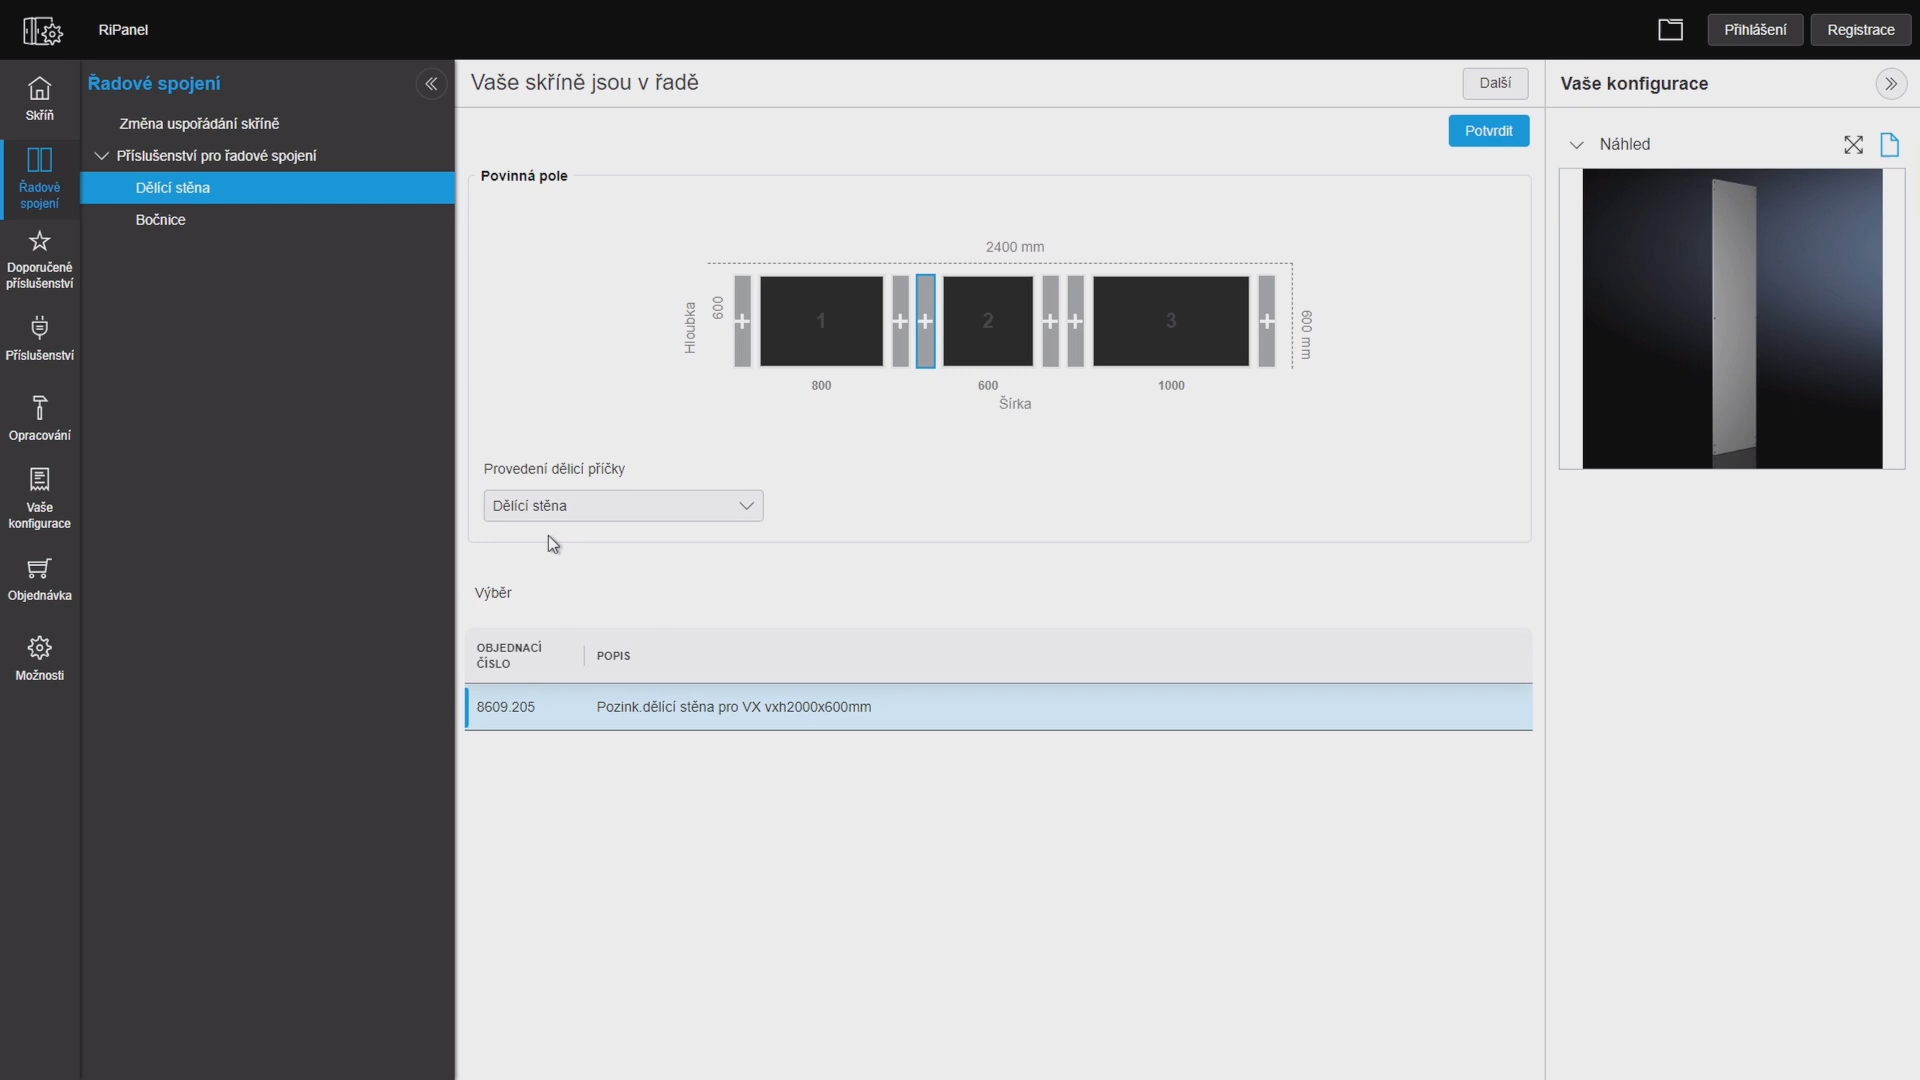 RiPanel
Přihlášení
Registrace
Skříň
Řadové
spojení
Doporučené
příslušenství
Příslušenství
Opracování
Vaše
konfigurace
Objednávka
Možnosti
Řadové spojení
Změna uspořádání skříně
Příslušenství pro řadové spojení
Dělící stěna
Bočnice
Vaše skříně jsou v řadě
Další
Potvrdit
Povinná pole
2400 mm
Hloubka
600
1
2
3
600 mm
800
600
1000
Šířka
Provedení dělicí příčky
Dělící stěna
Výběr
OBJEDNACÍ
ČÍSLO
POPIS
8609.205
Pozink.dělící stěna pro VX vxh2000x600mm
Vaše konfigurace
Náhled